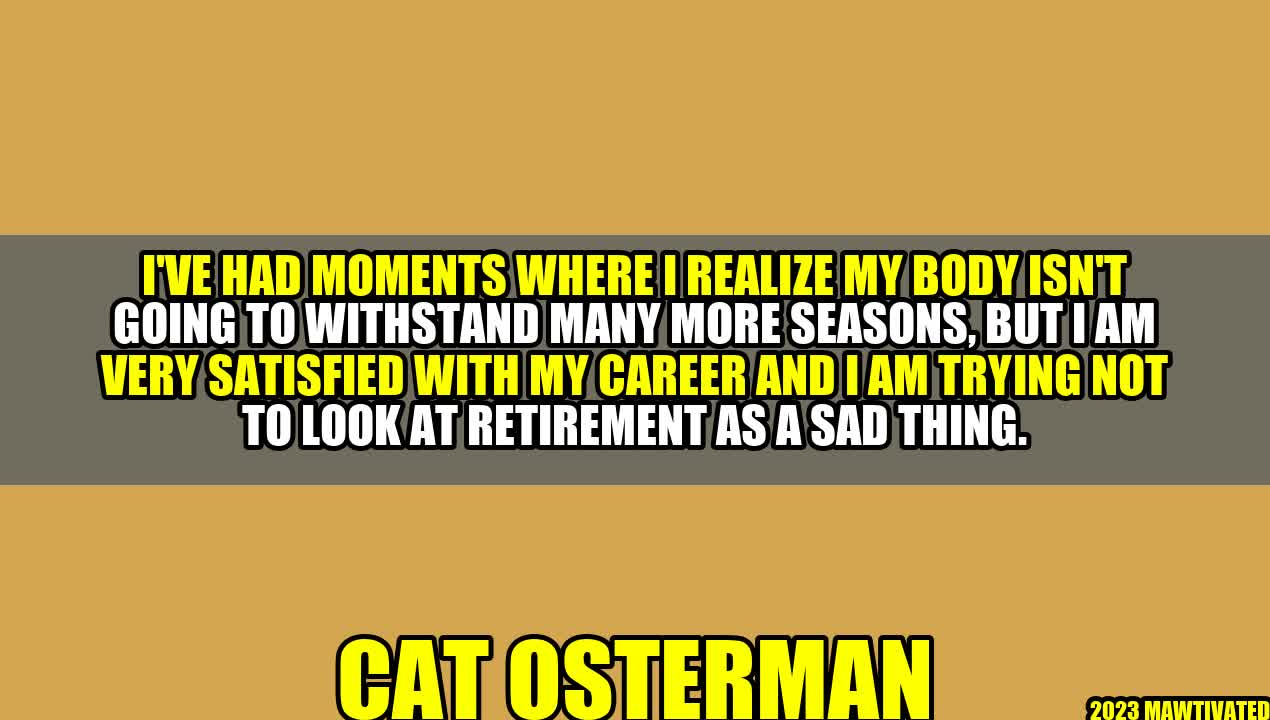 I'VE HAD MOMENTS WHERE I REALIZE MY BODY ISN'T
GOING TO WITHSTAND MANY MORE SEASONS, BUT I AM
VERY SATISFIED WITH MY CAREER AND I AM TRYING NOT
TO LOOK AT RETIREMENT AS A SAD THING.
CAT OSTERMAN
2023 MAWTIVATED